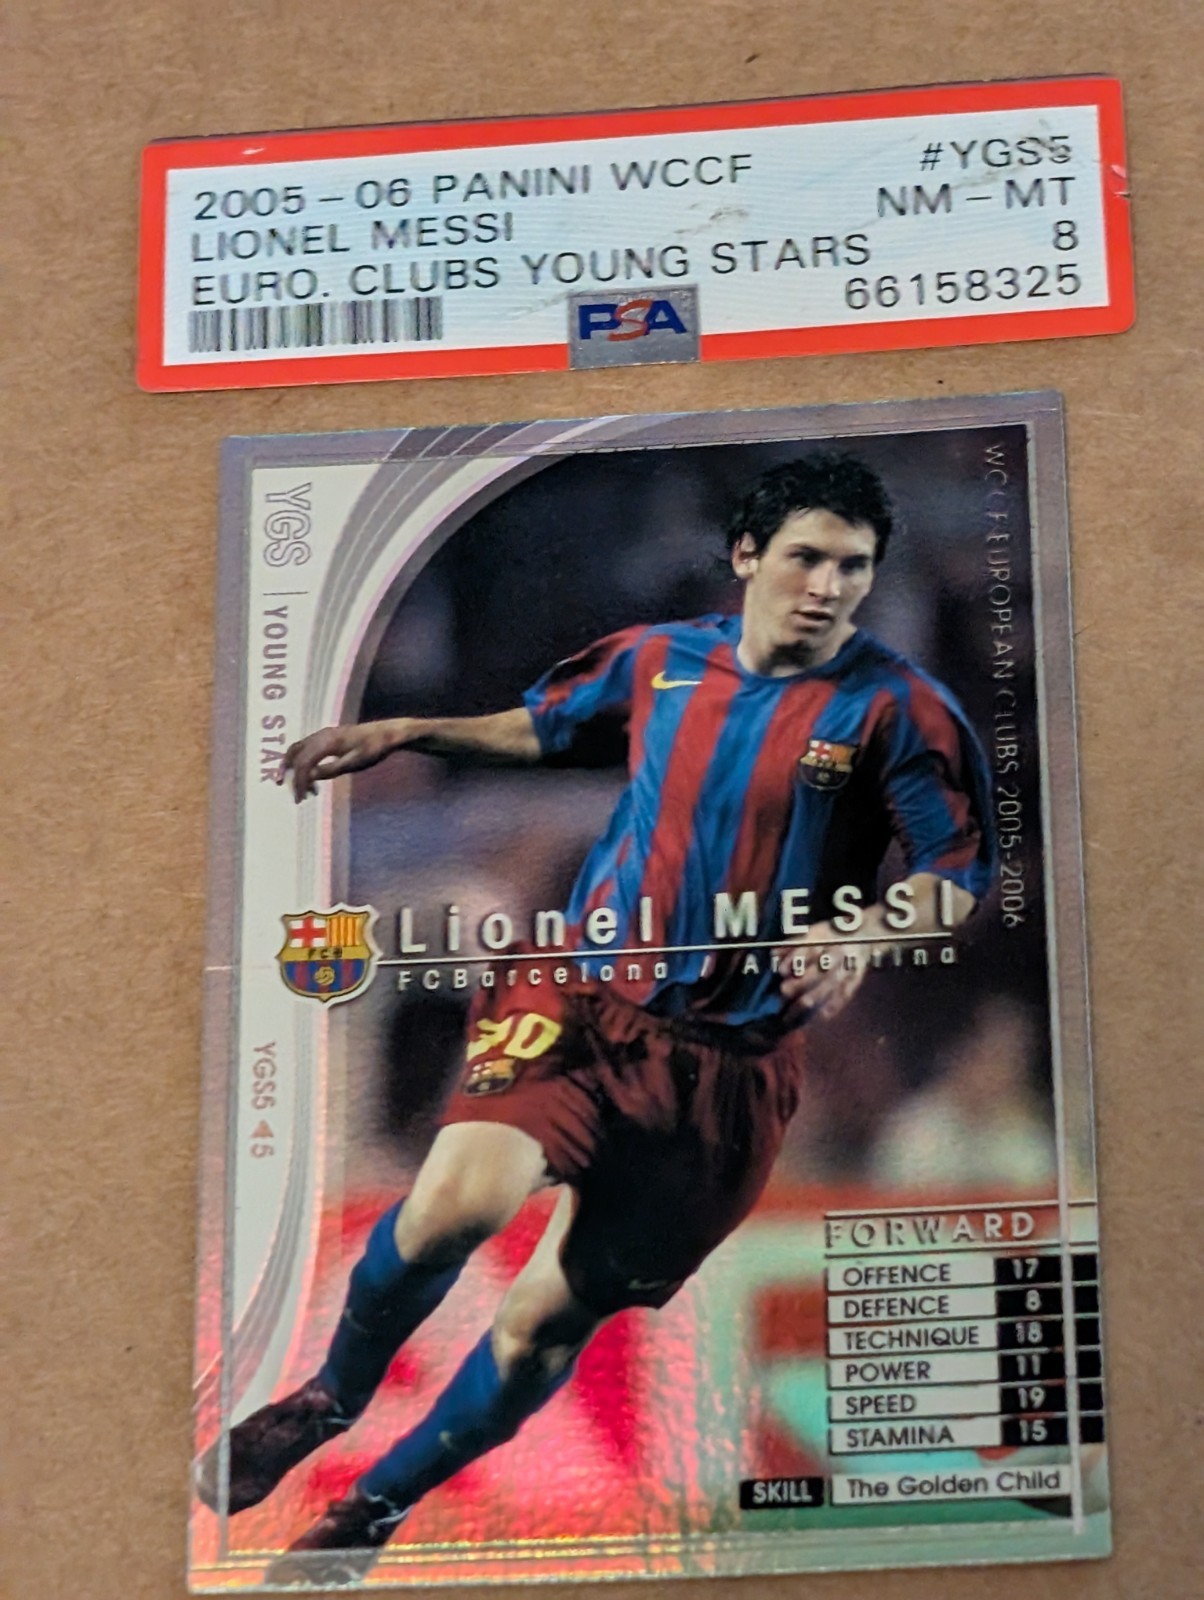 2005-06 PANINI WCCF #YGS5
LIONEL MESSI NM-MT
EURO. CLUBS YOUNG STARS 8
PSA 66158325
YGS | YOUNG STAR
WCCF EUROPEAN CLUBS 2005-2006
Lionel MESSI
FCB
FCBarcelona / Argentina
30
YGS5 ◀ 5
FORWARD
OFFENCE 17
DEFENCE 8
TECHNIQUE 18
POWER 11
SPEED 19
STAMINA 15
SKILL The Golden Child